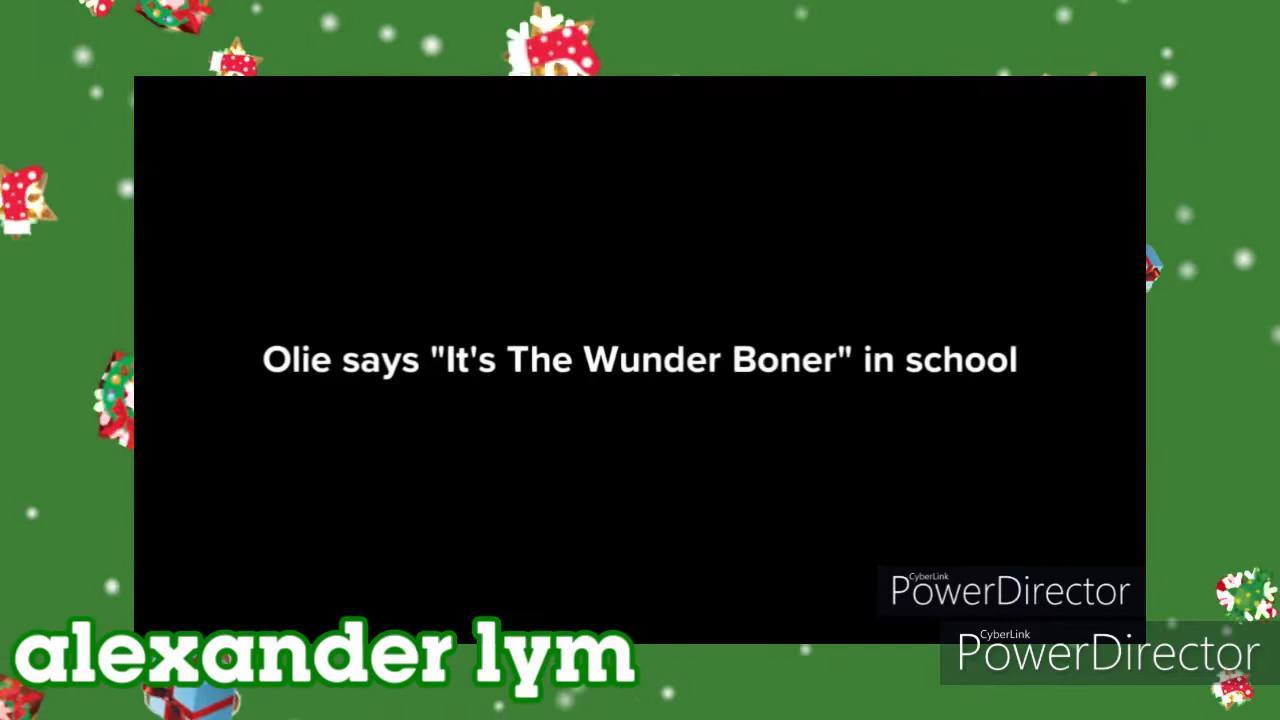 Olie says "It's The Wunder Boner" in school
CyberLink
PowerDirector
CyberLink
PowerDirector
alexander lym